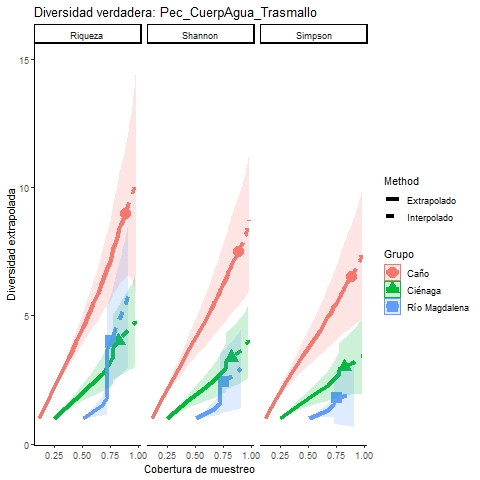 Diversidad verdadera: Pec_CuerpAgua_Trasmallo
Riqueza
Shannon
Simpson
Diversidad extrapolada
15
10
5
0
0.25 0.50 0.75 1.00
0.25 0.50 0.75 1.00
0.25 0.50 0.75 1.00
Cobertura de muestreo
Method
Extrapolado
Interpolado
Grupo
Caño
Ciénaga
Río Magdalena